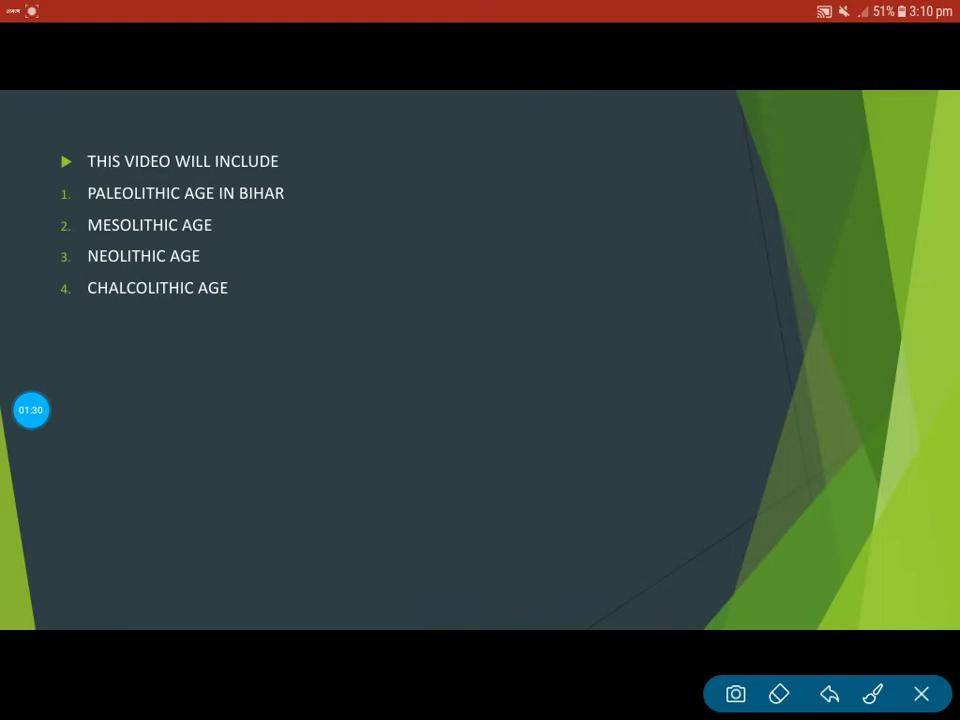 51% 3:10 pm
THIS VIDEO WILL INCLUDE
1. PALEOLITHIC AGE IN BIHAR
2. MESOLITHIC AGE
3. NEOLITHIC AGE
4. CHALCOLITHIC AGE
01:30